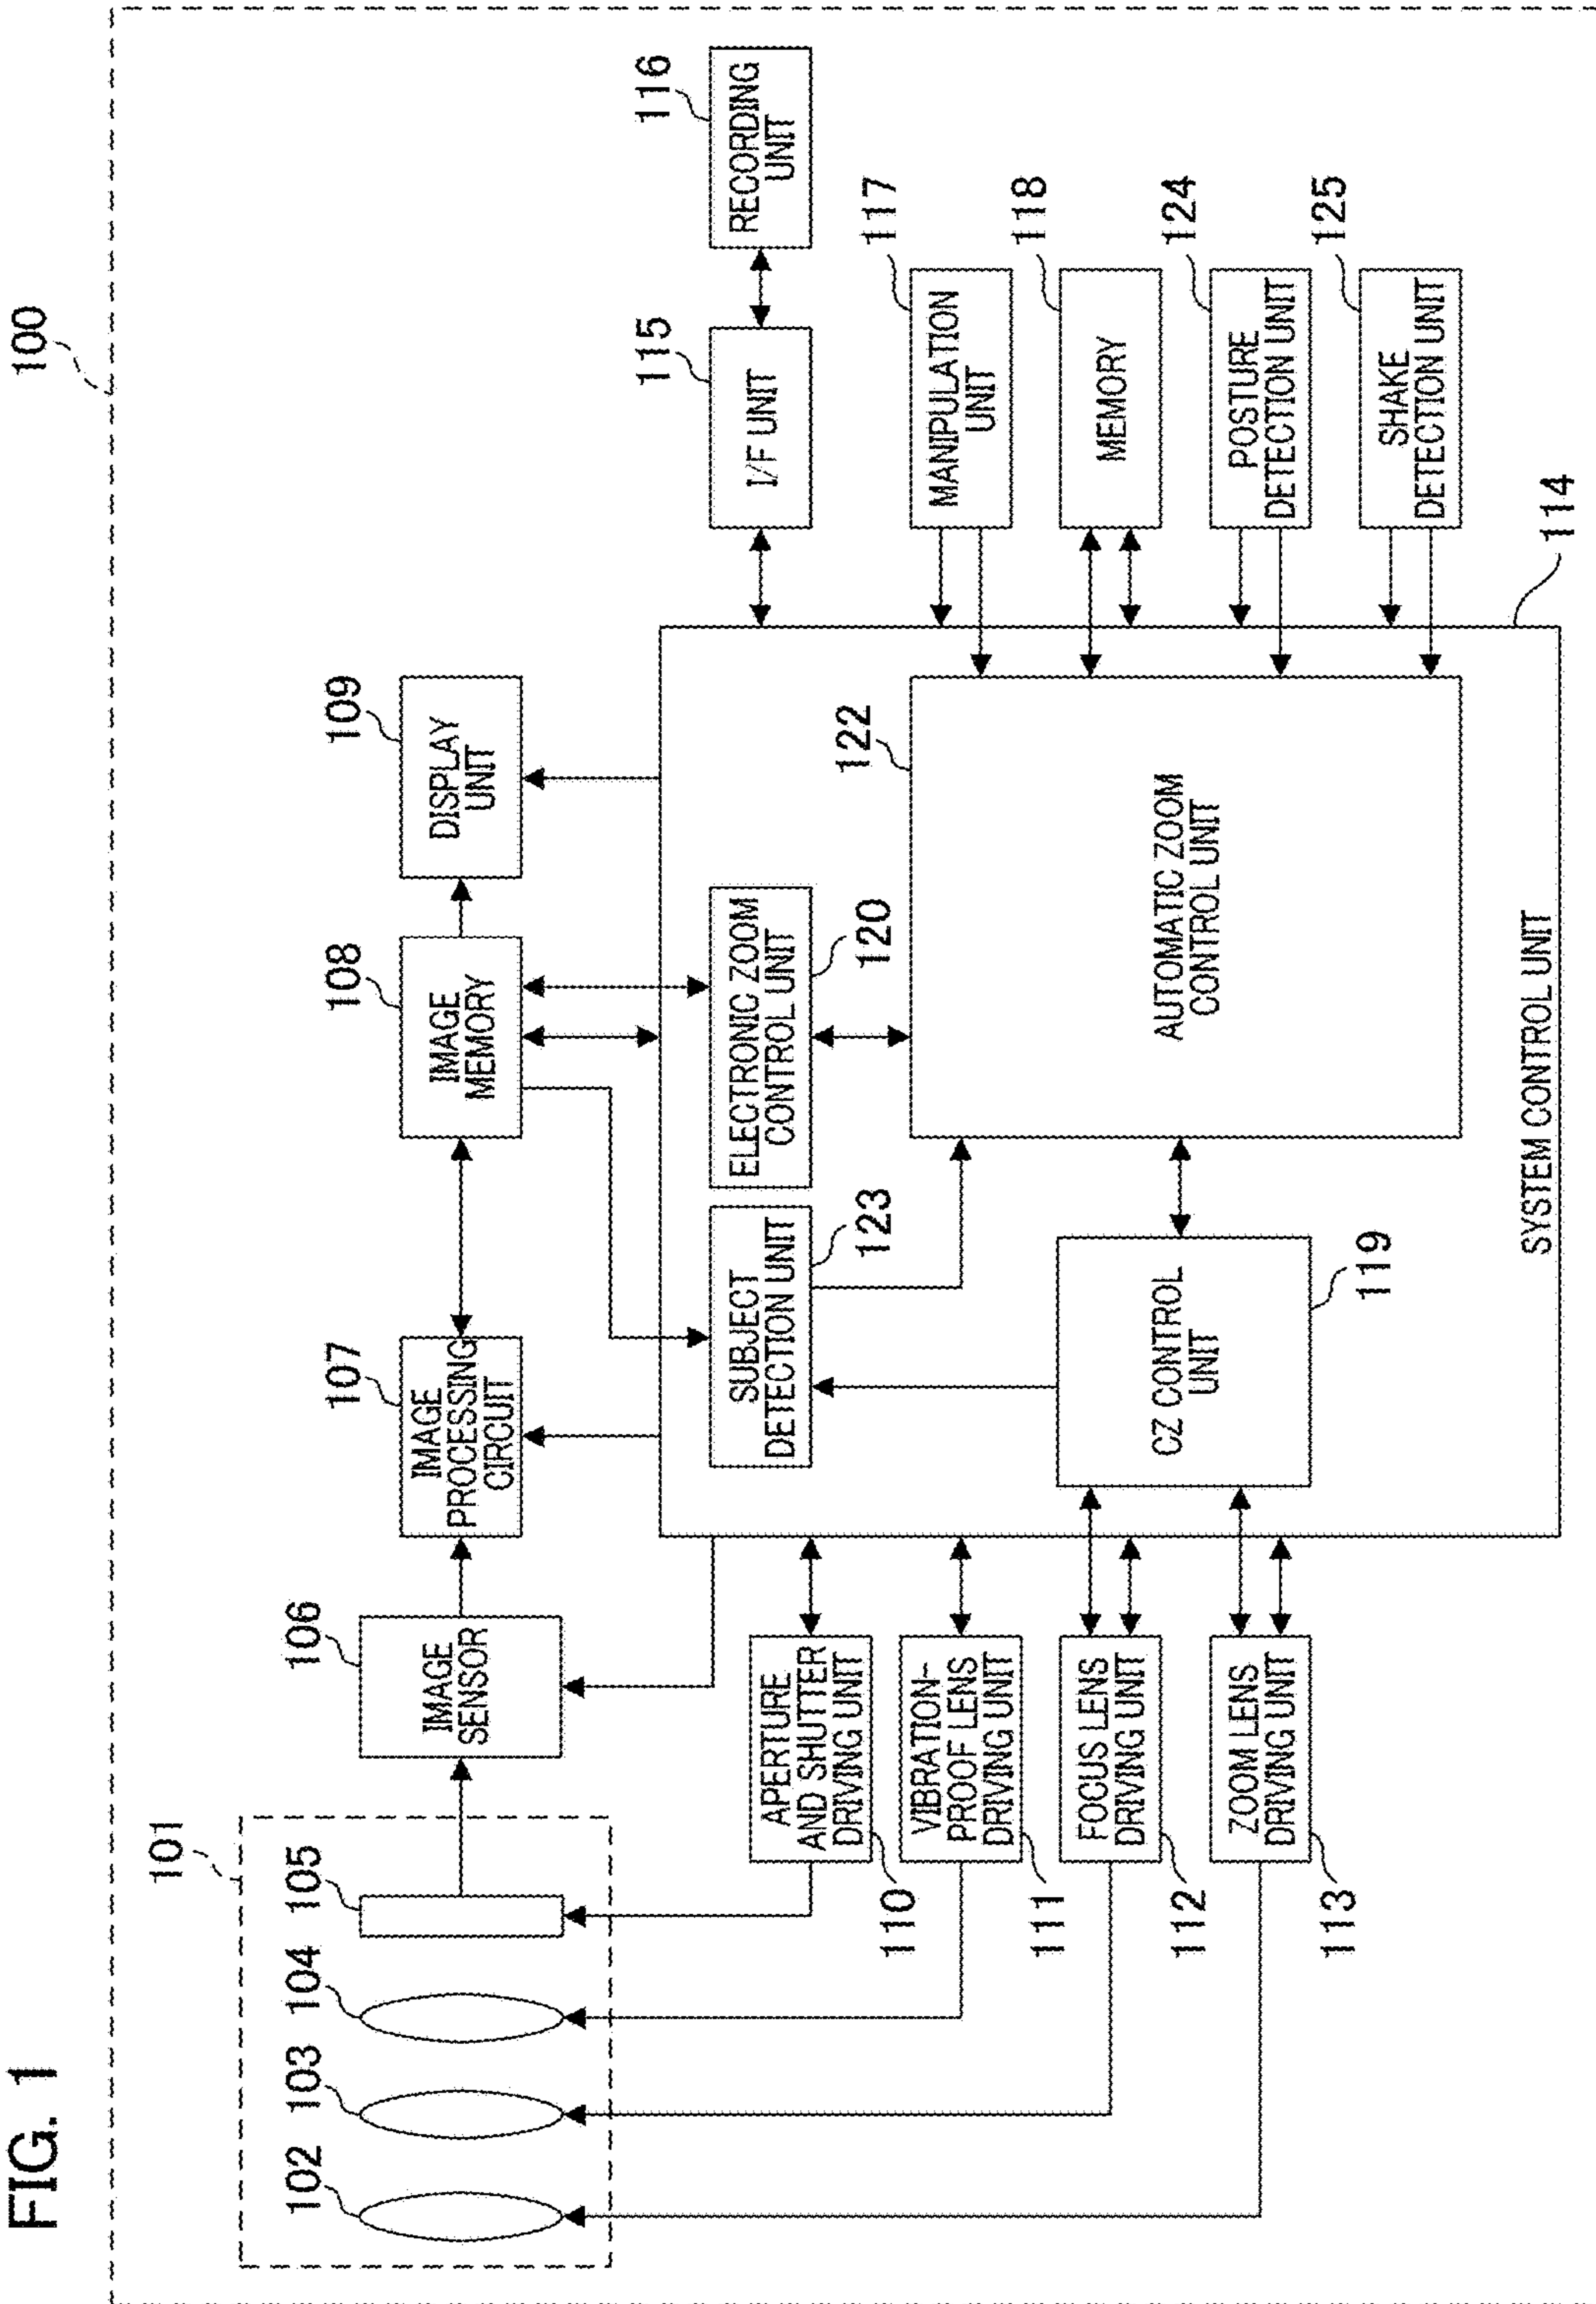 FIG. 1
100
101
102
103
104
105
106
IMAGE
SENSOR
107
IMAGE
PROCESSING
CIRCUIT
108
IMAGE
MEMORY
109
DISPLAY
UNIT
110
APERTURE
AND SHUTTER
DRIVING UNIT
111
VIBRATION-
PROOF LENS
DRIVING UNIT
112
FOCUS LENS
DRIVING UNIT
113
ZOOM LENS
DRIVING UNIT
SUBJECT
DETECTION UNIT
123
ELECTRONIC ZOOM
CONTROL UNIT
120
CZ CONTROL
UNIT
119
122
AUTOMATIC ZOOM
CONTROL UNIT
SYSTEM CONTROL UNIT
114
115
I/F UNIT
116
RECORDING
UNIT
117
MANIPULATION
UNIT
118
MEMORY
124
POSTURE
DETECTION UNIT
125
SHAKE
DETECTION UNIT